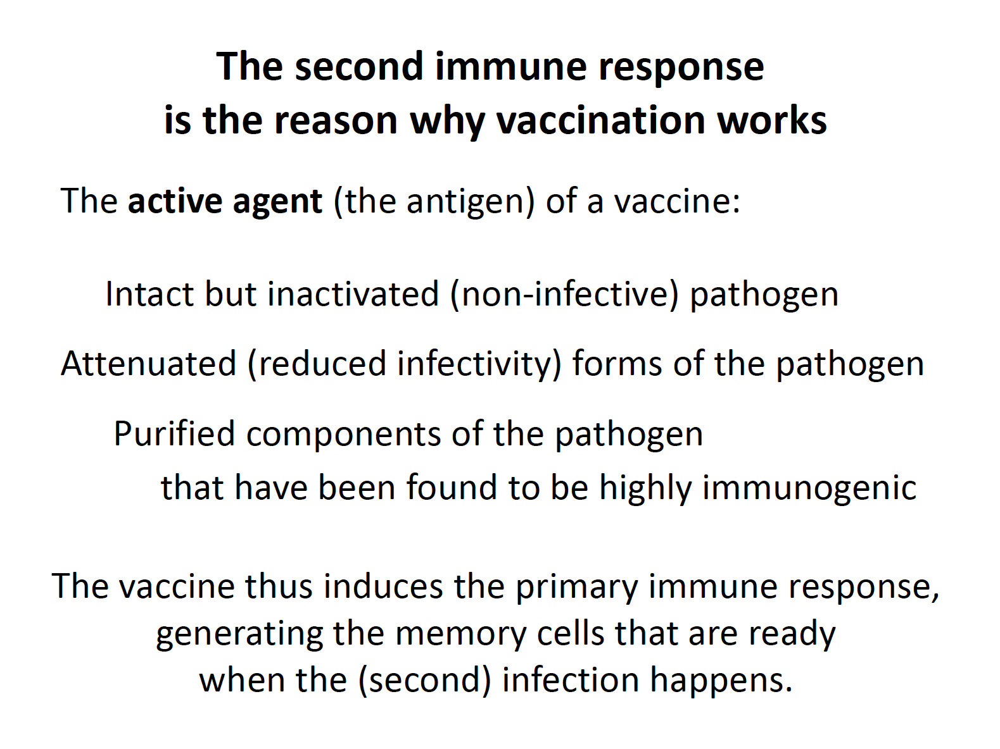 The second immune response
is the reason why vaccination works
The active agent (the antigen) of a vaccine:
Intact but inactivated (non-infective) pathogen
Attenuated (reduced infectivity) forms of the pathogen
Purified components of the pathogen
that have been found to be highly immunogenic
The vaccine thus induces the primary immune response,
generating the memory cells that are ready
when the (second) infection happens.